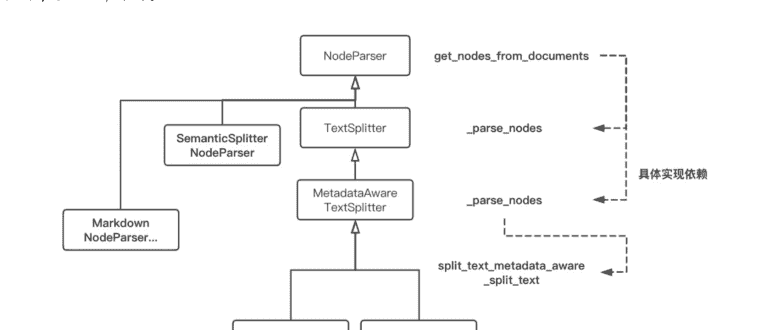 NodeParser
get_nodes_from_documents
SemanticSplitter
NodeParser
TextSplitter
_parse_nodes
具体实现依赖
MetadataAware
TextSplitter
_parse_nodes
Markdown
NodeParser...
split_text_metadata_aware
_split_text